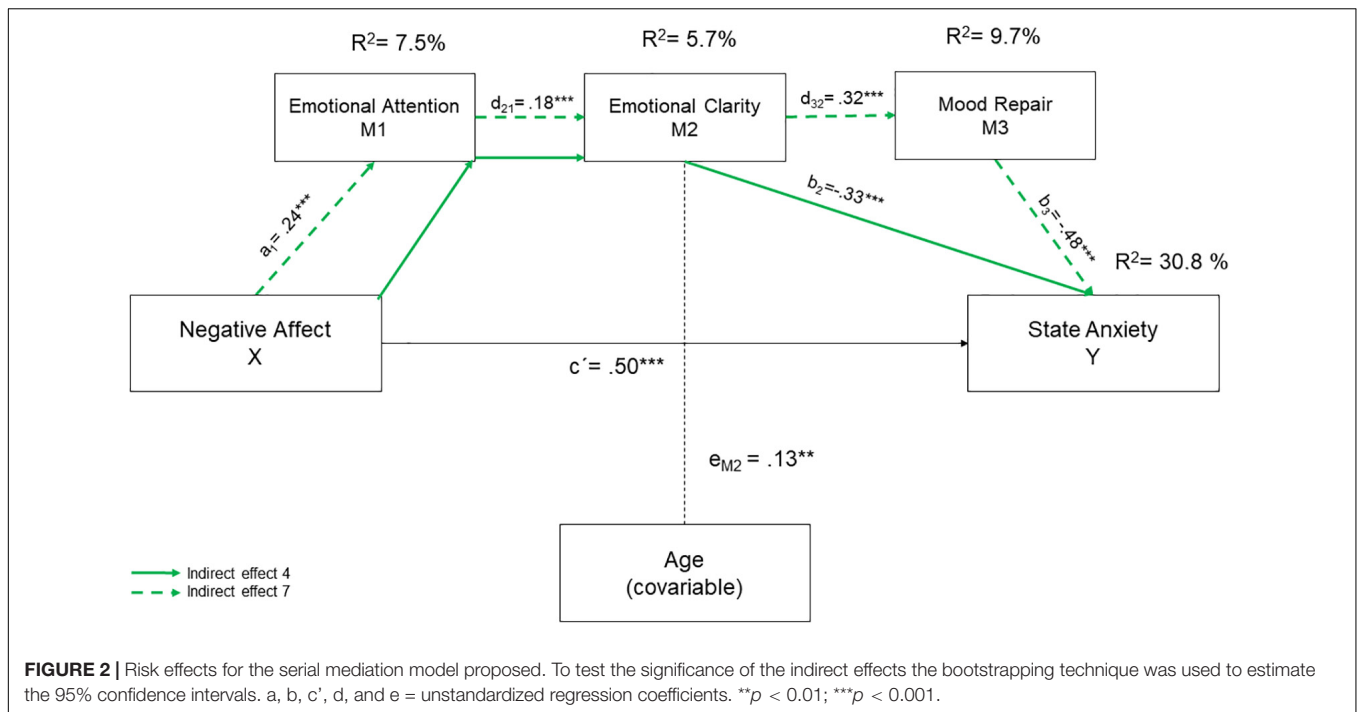 R²= 7.5%
R²= 5.7%
R²= 9.7%
Emotional Attention
M1
d₂₁= .18***
Emotional Clarity
M2
d₃₂= .32***
Mood Repair
M3
a₁= .24***
b₂=-.33***
b₃=-.48***
R²= 30.8 %
Negative Affect
X
State Anxiety
Y
c´= .50***
eM2 = .13**
Age
(covariable)
Indirect effect 4
Indirect effect 7
FIGURE 2 | Risk effects for the serial mediation model proposed. To test the significance of the indirect effects the bootstrapping technique was used to estimate
the 95% confidence intervals. a, b, c’, d, and e = unstandardized regression coefficients. **p < 0.01; ***p < 0.001.